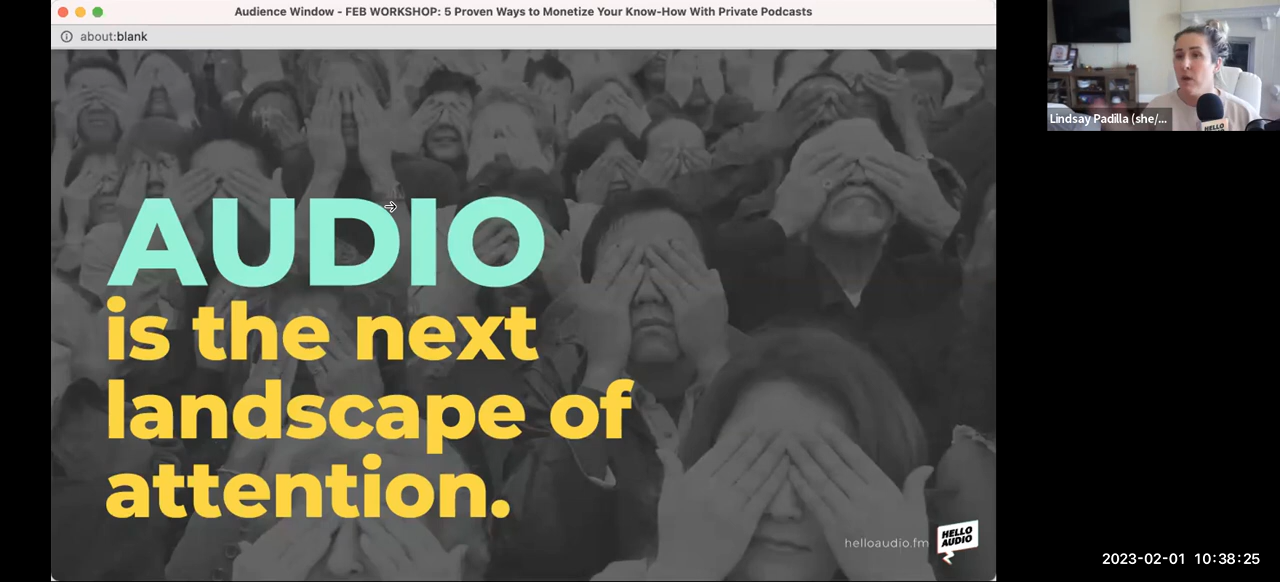 Audience Window - FEB WORKSHOP: 5 Proven Ways to Monetize Your Know-How With Private Podcasts
about:blank
Lindsay Padilla (she/...
HELLO
AUDIO
is the next
landscape of
attention.
helloaudio.fm
HELLO
AUDIO
2023-02-01 10:38:25